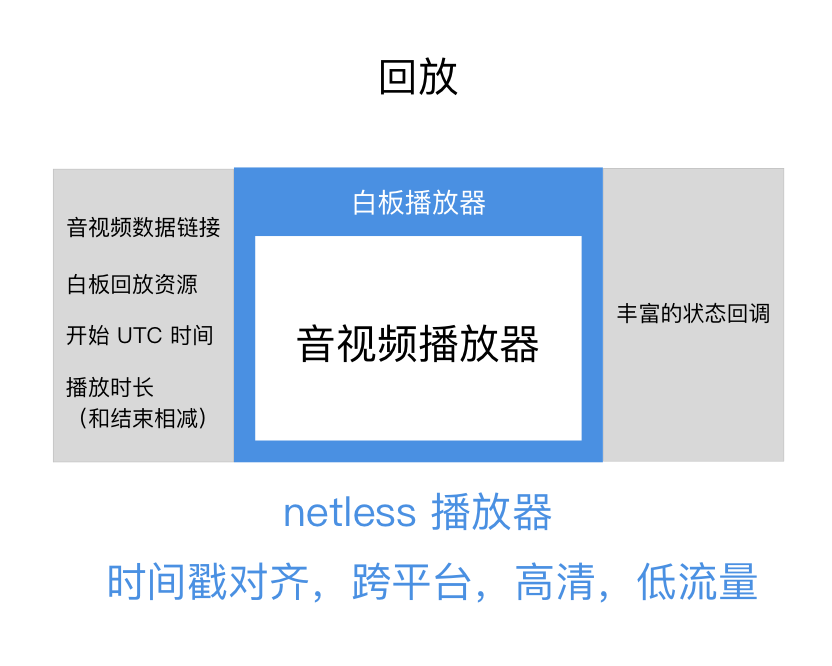 回放
白板播放器
音视频数据链接
白板回放资源
开始 UTC 时间
播放时长
（和结束相减）
音视频播放器
丰富的状态回调
netless 播放器
时间戳对齐，跨平台，高清，低流量